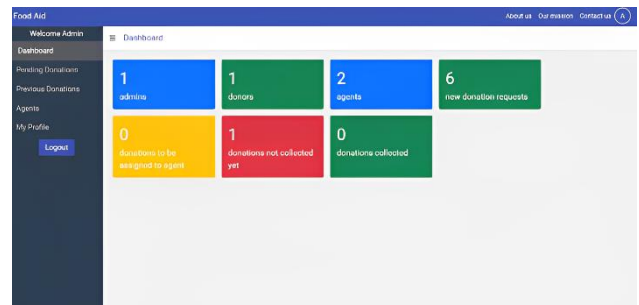 Food Aid
About us Our mission Contact us A
Welcome Admin
Dashboard
Pending Donations
Previous Donations
Agents
My Profile
Logout
Dashboard
1
admins
1
donors
2
agents
6
new donation requests
0
donations to be
assigned to agent
1
donations not collected
yet
0
donations collected